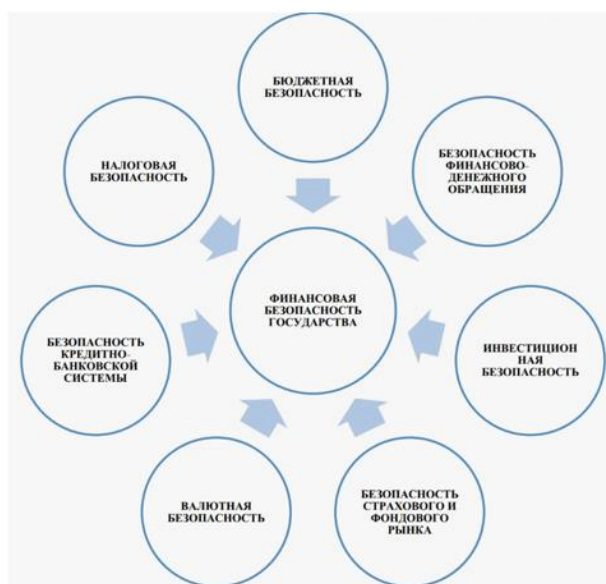 БЮДЖЕТНАЯ
БЕЗОПАСНОСТЬ
НАЛОГОВАЯ
БЕЗОПАСНОСТЬ
БЕЗОПАСНОСТЬ
ФИНАНСОВО-
ДЕНЕЖНОГО
ОБРАЩЕНИЯ
ФИНАНСОВАЯ
БЕЗОПАСНОСТЬ
ГОСУДАРСТВА
БЕЗОПАСНОСТЬ
КРЕДИТНО-
БАНКОВСКОЙ
СИСТЕМЫ
ИНВЕСТИЦИОН
НАЯ
БЕЗОПАСНОСТЬ
ВАЛЮТНАЯ
БЕЗОПАСНОСТЬ
БЕЗОПАСНОСТЬ
СТРАХОВОГО И
ФОНДОВОГО
РЫНКА